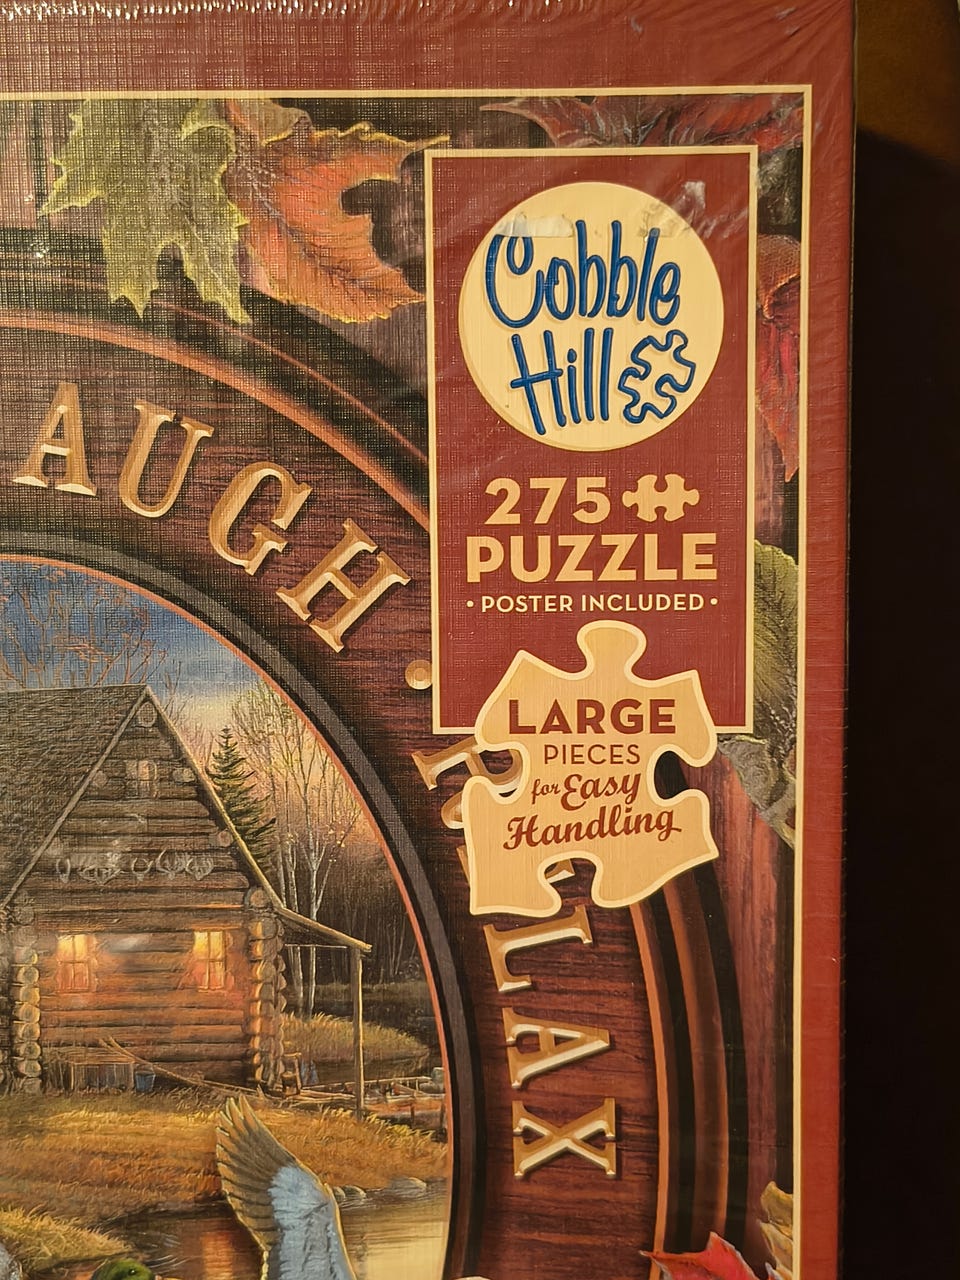 Cobble
Hill
275
PUZZLE
• POSTER INCLUDED •
LARGE
PIECES
for Easy
Handling
AUGH •
LAX